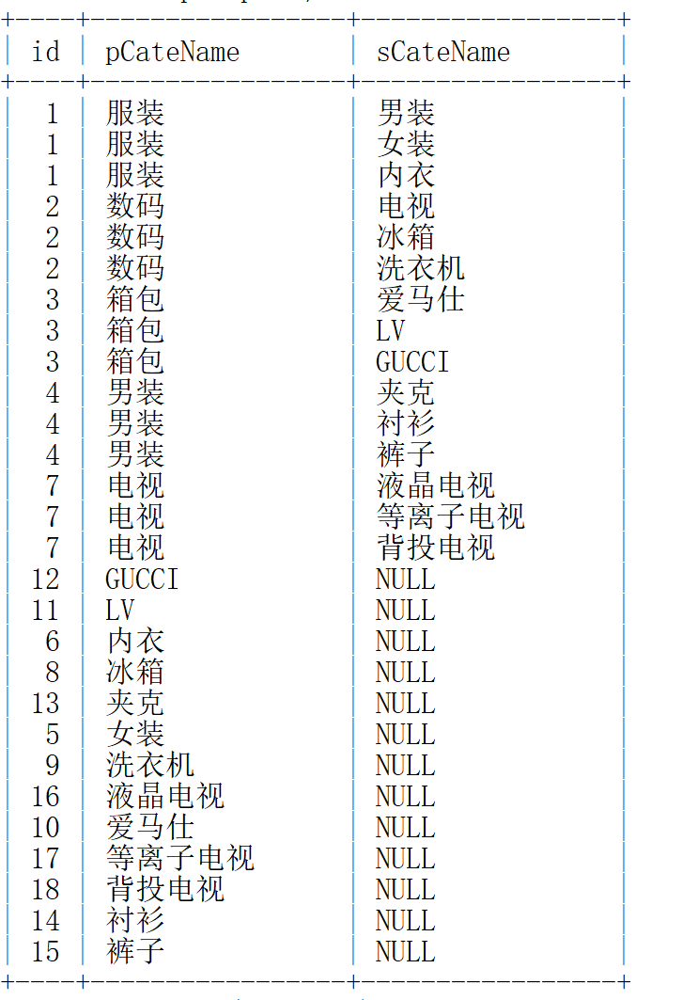 id pCateName sCateName
1 服装 男装
1 服装 女装
1 服装 内衣
2 数码 电视
2 数码 冰箱
2 数码 洗衣机
3 箱包 爱马仕
3 箱包 LV
3 箱包 GUCCI
4 男装 夹克
4 男装 衬衫
4 男装 裤子
7 电视 液晶电视
7 电视 等离子电视
7 电视 背投电视
12 GUCCI NULL
11 LV NULL
6 内衣 NULL
8 冰箱 NULL
13 夹克 NULL
5 女装 NULL
9 洗衣机 NULL
16 液晶电视 NULL
10 爱马仕 NULL
17 等离子电视 NULL
18 背投电视 NULL
14 衬衫 NULL
15 裤子 NULL